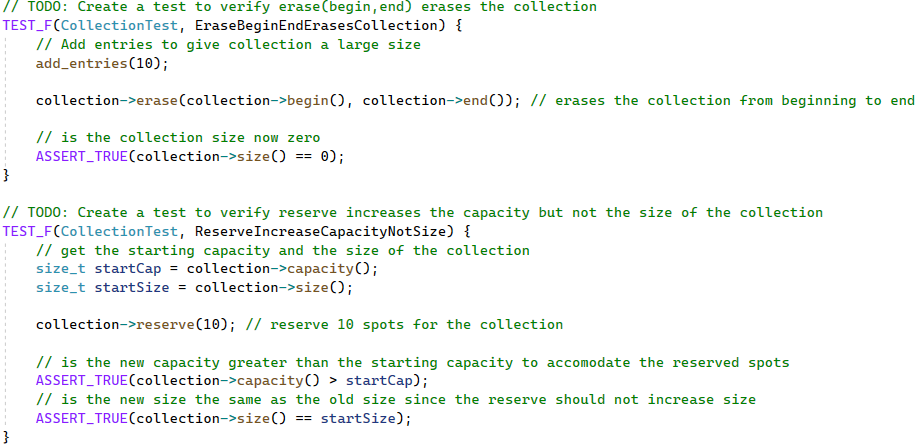 // TODO: Create a test to verify erase(begin,end) erases the collection
TEST_F(CollectionTest, EraseBeginEndErasesCollection) {
    // Add entries to give collection a large size
    add_entries(10);

    collection->erase(collection->begin(), collection->end()); // erases the collection from beginning to end

    // is the collection size now zero
    ASSERT_TRUE(collection->size() == 0);
}

// TODO: Create a test to verify reserve increases the capacity but not the size of the collection
TEST_F(CollectionTest, ReserveIncreaseCapacityNotSize) {
    // get the starting capacity and the size of the collection
    size_t startCap = collection->capacity();
    size_t startSize = collection->size();

    collection->reserve(10); // reserve 10 spots for the collection

    // is the new capacity greater than the starting capacity to accomodate the reserved spots
    ASSERT_TRUE(collection->capacity() > startCap);
    // is the new size the same as the old size since the reserve should not increase size
    ASSERT_TRUE(collection->size() == startSize);
}